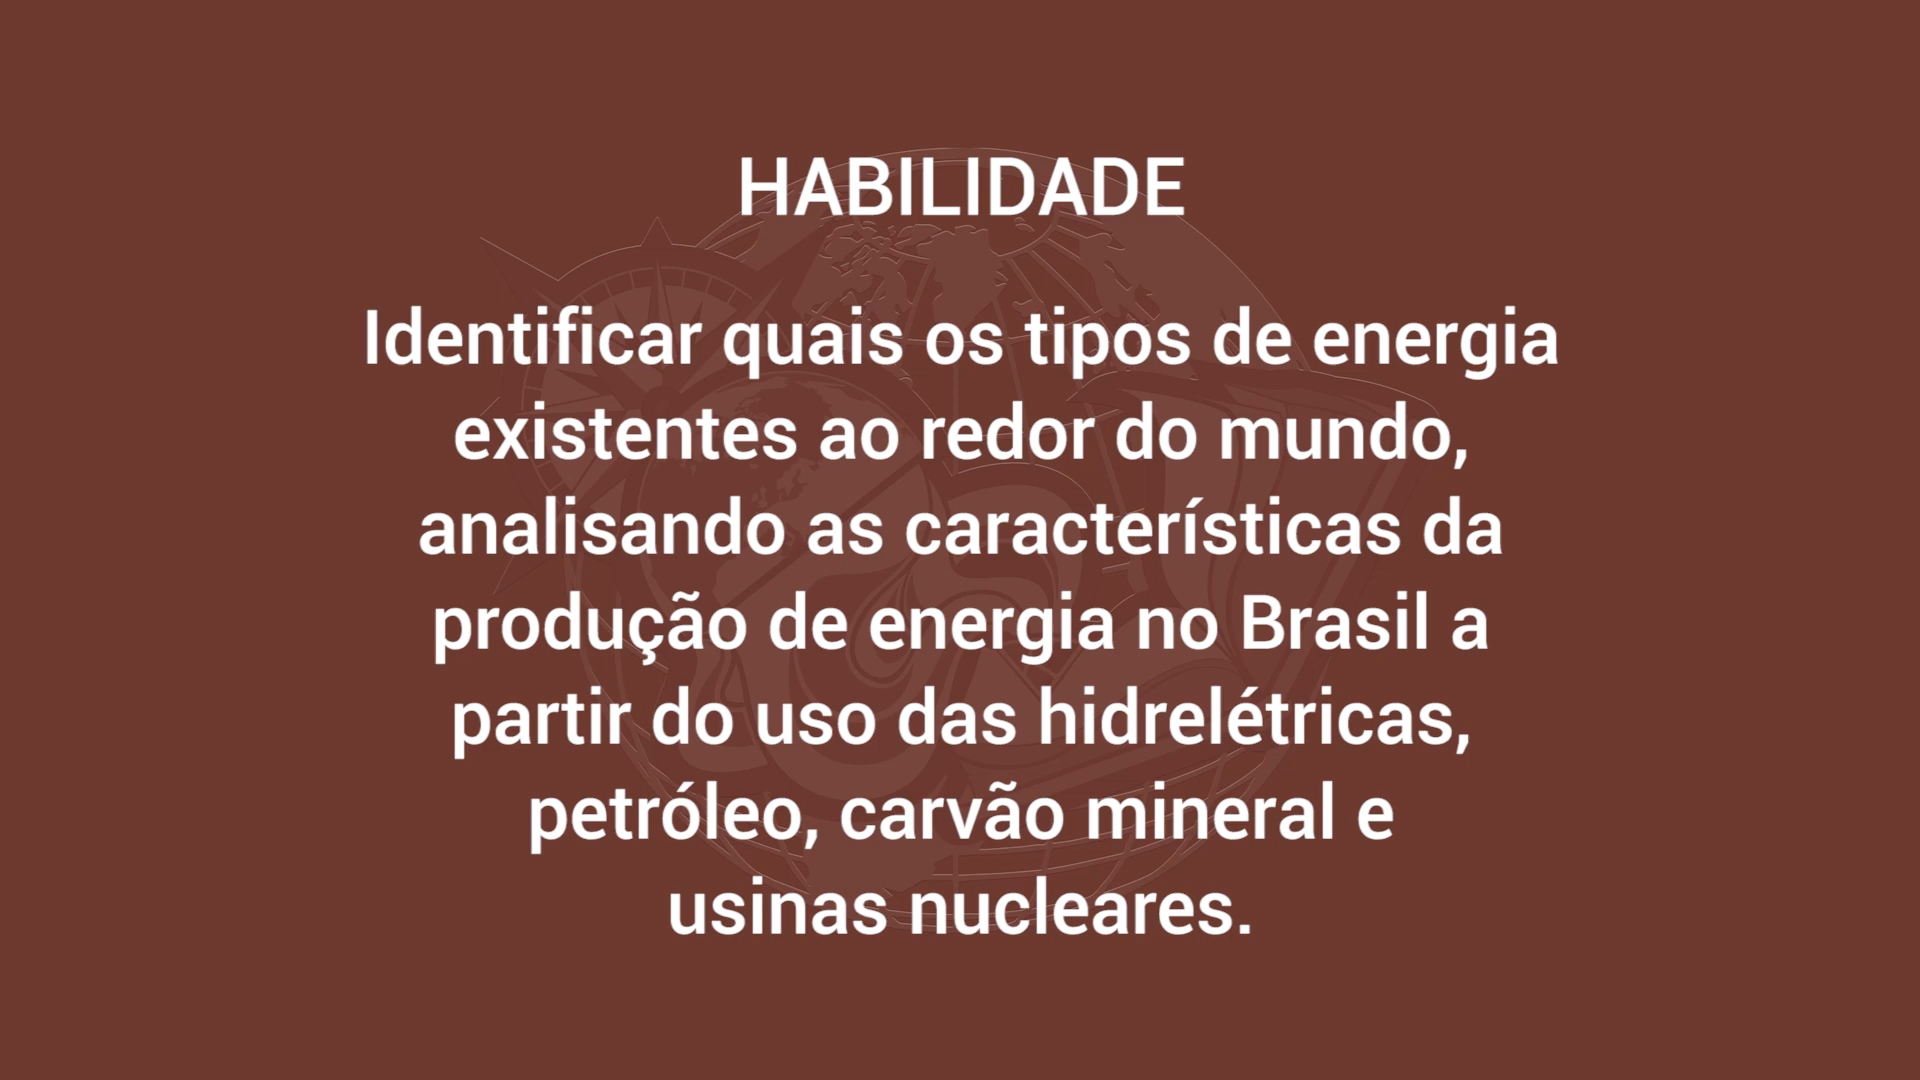 HABILIDADE
Identificar quais os tipos de energia
existentes ao redor do mundo,
analisando as características da
produção de energia no Brasil a
partir do uso das hidrelétricas,
petróleo, carvão mineral e
usinas nucleares.